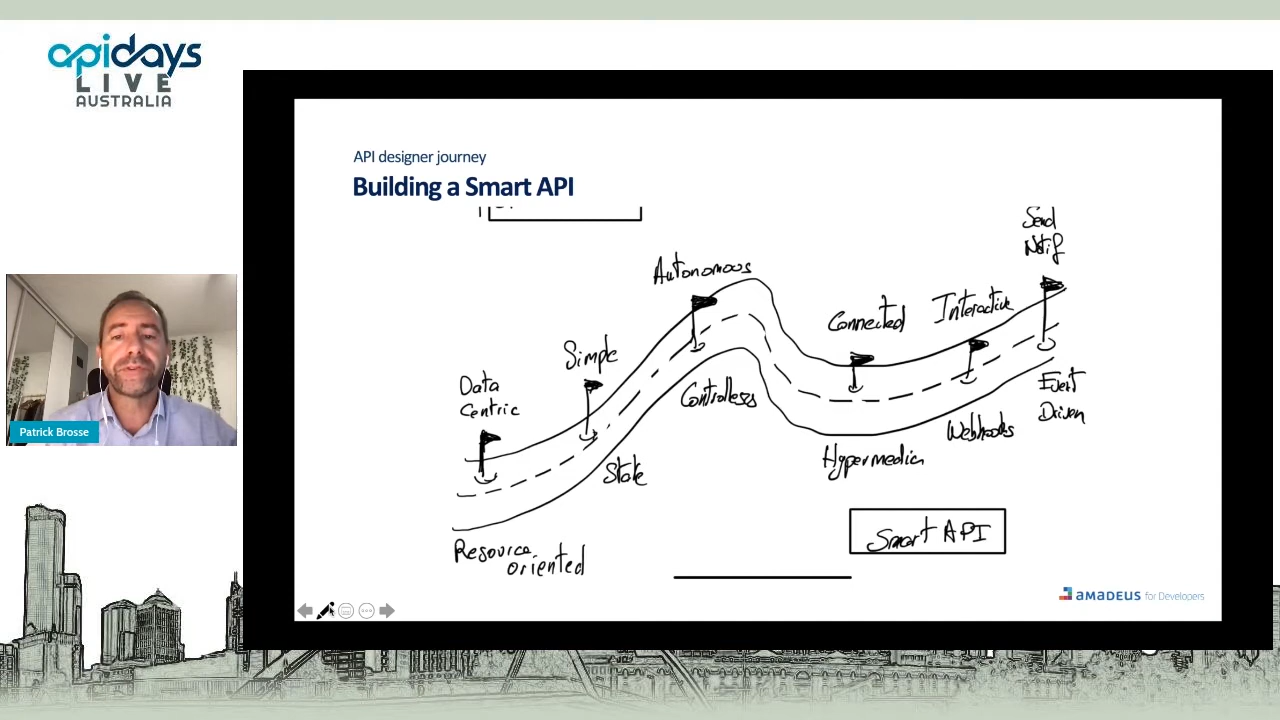 apidays
LIVE
AUSTRALIA
API designer journey
Building a Smart API
Send
Notif
Autonomous
Connected
Interactive
Simple
Data
Centric
Controllers
Event
Driven
Webhooks
State
Hypermedia
Resource
oriented
Smart API
Patrick Brosse
amadeus for Developers